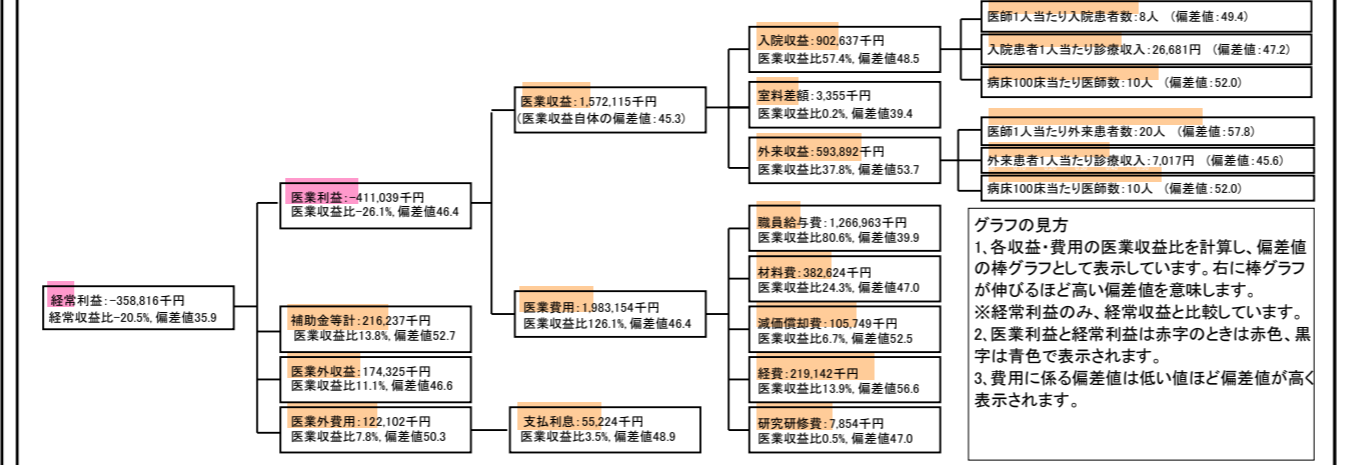 経常利益:-358,816千円
経常収益比-20.5%, 偏差値35.9
医業利益:-411,039千円
医業収益比-26.1%, 偏差値46.4
補助金等計:216,237千円
医業収益比13.8%, 偏差値52.7
医業外収益:174,325千円
医業収益比11.1%, 偏差値46.6
医業外費用:122,102千円
医業収益比7.8%, 偏差値50.3
医業収益:1,572,115千円
(医業収益自体の偏差値:45.3)
医業費用:1,983,154千円
医業収益比126.1%, 偏差値46.4
支払利息:55,224千円
医業収益比3.5%, 偏差値48.9
入院収益:902,637千円
医業収益比57.4%, 偏差値48.5
室料差額:3,355千円
医業収益比0.2%, 偏差値39.4
外来収益:593,892千円
医業収益比37.8%, 偏差値53.7
職員給与費:1,266,963千円
医業収益比80.6%, 偏差値39.9
材料費:382,624千円
医業収益比24.3%, 偏差値47.0
減価償却費:105,749千円
医業収益比6.7%, 偏差値52.5
経費:219,142千円
医業収益比13.9%, 偏差値56.6
研究研修費:7,854千円
医業収益比0.5%, 偏差値47.0
医師1人当たり入院患者数:8人 (偏差値:49.4)
入院患者1人当たり診療収入:26,681円 (偏差値:47.2)
病床100床当たり医師数:10人 (偏差値:52.0)
医師1人当たり外来患者数:20人 (偏差値:57.8)
外来患者1人当たり診療収入:7,017円 (偏差値:45.6)
病床100床当たり医師数:10人 (偏差値:52.0)
グラフの見方
1、各収益・費用の医業収益比を計算し、偏差値
の棒グラフとして表示しています。右に棒グラフ
が伸びるほど高い偏差値を意味します。
※経常利益のみ、経常収益と比較しています。
2、医業利益と経常利益は赤字のときは赤色、黒
字は青色で表示されます。
3、費用に係る偏差値は低い値ほど偏差値が高く
表示されます。